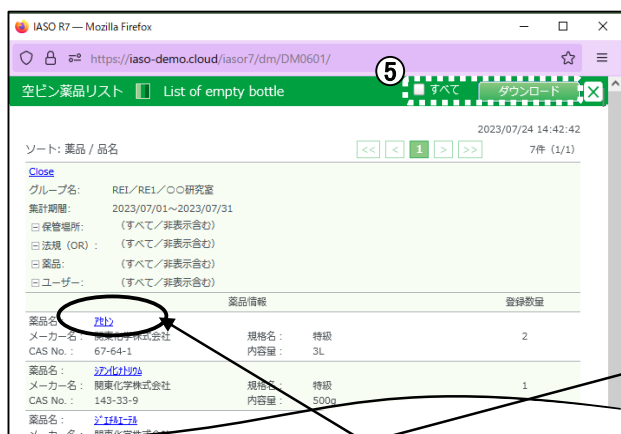 IASO R7 — Mozilla Firefox
https://iaso-demo.cloud/iasor7/dm/DM0601/
⑤
空ビン薬品リスト List of empty bottle すべて ダウンロード
2023/07/24 14:42:42
ソート: 薬品 / 品名 << < 1 > >> 7件 (1/1)
Close
グループ名: REI/RE1/○○研究室
集計期間: 2023/07/01～2023/07/31
保管場所: (すべて/非表示含む)
法規 (OR) : (すべて/非表示含む)
薬品: (すべて/非表示含む)
ユーザー: (すべて/非表示含む)
薬品情報 登録数量
薬品名 ｱｾﾄﾝ
メーカー名: 関東化学株式会社 規格名: 特級 2
CAS No. : 67-64-1 内容量: 3L
薬品名: ｼｱﾝ化ﾅﾄﾘｳﾑ
メーカー名: 関東化学株式会社 規格名: 特級 1
CAS No. : 143-33-9 内容量: 500g
薬品名: ｼﾞｴﾁﾙｴｰﾃﾙ